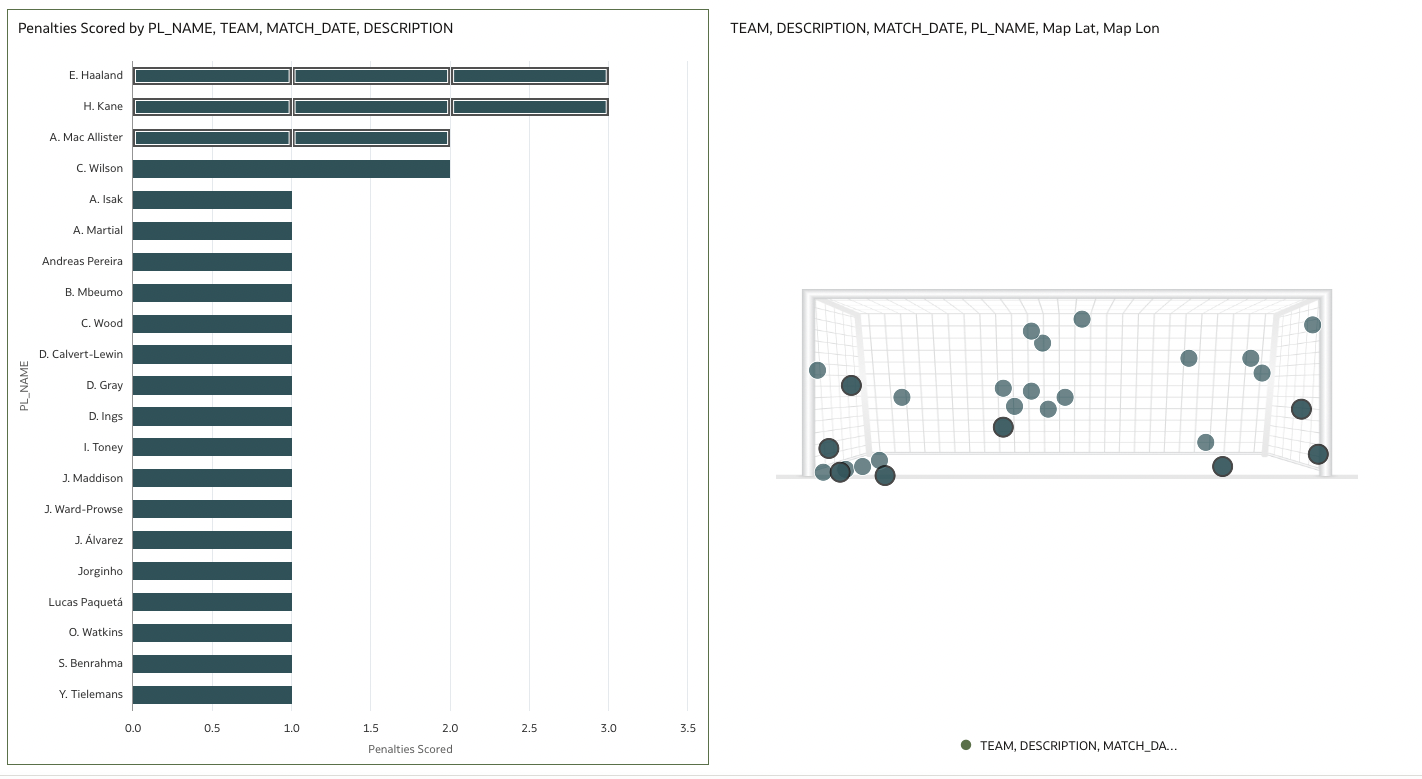 Penalties Scored by PL_NAME, TEAM, MATCH_DATE, DESCRIPTION
PL_NAME
E. Haaland
H. Kane
A. Mac Allister
C. Wilson
A. Isak
A. Martial
Andreas Pereira
B. Mbeumo
C. Wood
D. Calvert-Lewin
D. Gray
D. Ings
I. Toney
J. Maddison
J. Ward-Prowse
J. Álvarez
Jorginho
Lucas Paquetá
O. Watkins
S. Benrahma
Y. Tielemans
0.0 0.5 1.0 1.5 2.0 2.5 3.0 3.5
Penalties Scored
TEAM, DESCRIPTION, MATCH_DATE, PL_NAME, Map Lat, Map Lon
TEAM, DESCRIPTION, MATCH_DA...